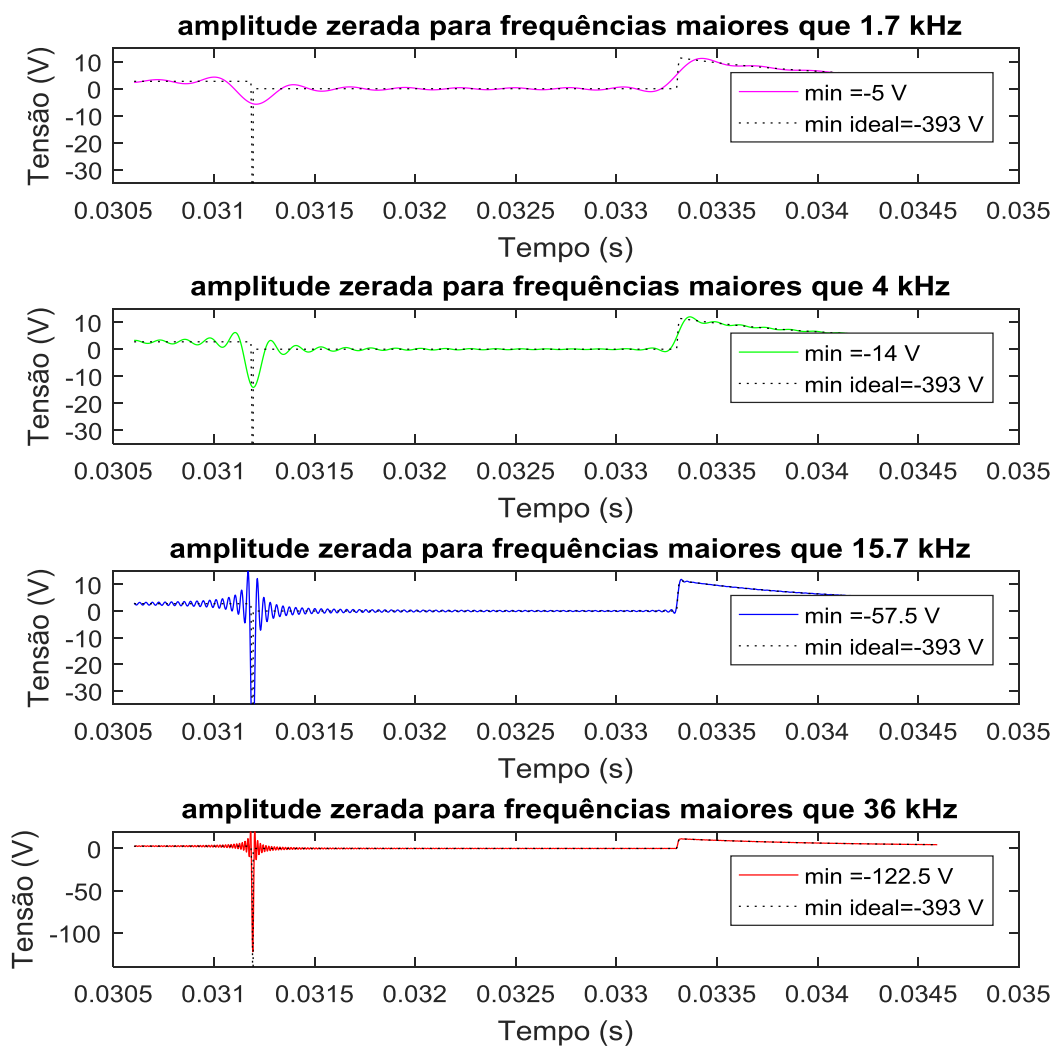 amplitude zerada para frequências maiores que 1.7 kHz
Tensão (V)
10
0
-10
-20
-30
min =-5 V
min ideal=-393 V
0.0305 0.031 0.0315 0.032 0.0325 0.033 0.0335 0.034 0.0345 0.035
Tempo (s)
amplitude zerada para frequências maiores que 4 kHz
Tensão (V)
10
0
-10
-20
-30
min =-14 V
min ideal=-393 V
0.0305 0.031 0.0315 0.032 0.0325 0.033 0.0335 0.034 0.0345 0.035
Tempo (s)
amplitude zerada para frequências maiores que 15.7 kHz
Tensão (V)
10
0
-10
-20
-30
min =-57.5 V
min ideal=-393 V
0.0305 0.031 0.0315 0.032 0.0325 0.033 0.0335 0.034 0.0345 0.035
Tempo (s)
amplitude zerada para frequências maiores que 36 kHz
Tensão (V)
0
-50
-100
min =-122.5 V
min ideal=-393 V
0.0305 0.031 0.0315 0.032 0.0325 0.033 0.0335 0.034 0.0345 0.035
Tempo (s)